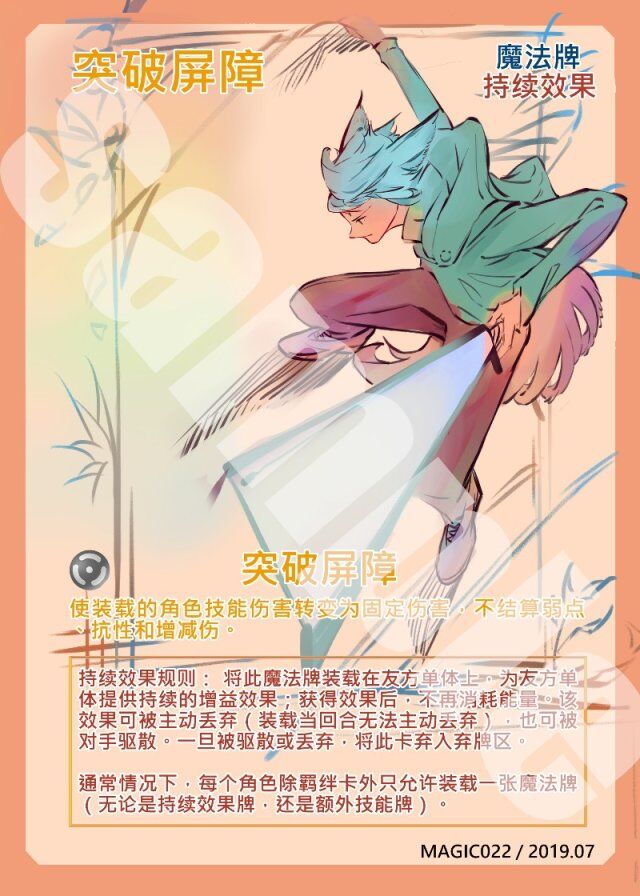 突破屏障
魔法牌
持续效果
Sample
突破屏障
使装载的角色技能伤害转变为固定伤害，不结算弱点
、抗性和增减伤。
持续效果规则： 将此魔法牌装载在友方单体上，为友方单
体提供持续的增益效果；获得效果后，不再消耗能量。该
效果可被主动丢弃（装载当回合无法主动丢弃），也可被
对手驱散。一旦被驱散或丢弃，将此卡弃入弃牌区。
通常情况下，每个角色除羁绊卡外只允许装载一张魔法牌
（无论是持续效果牌，还是额外技能牌）。
MAGIC022 / 2019.07